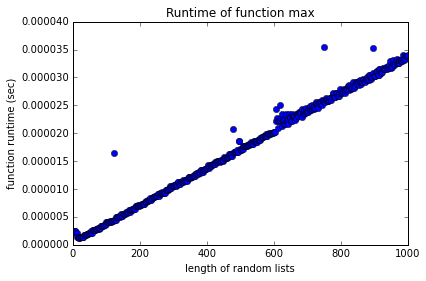 Runtime of function max
0.000040
0.000035
0.000030
0.000025
0.000020
0.000015
0.000010
0.000005
0.000000
function runtime (sec)
0 200 400 600 800 1000
length of random lists